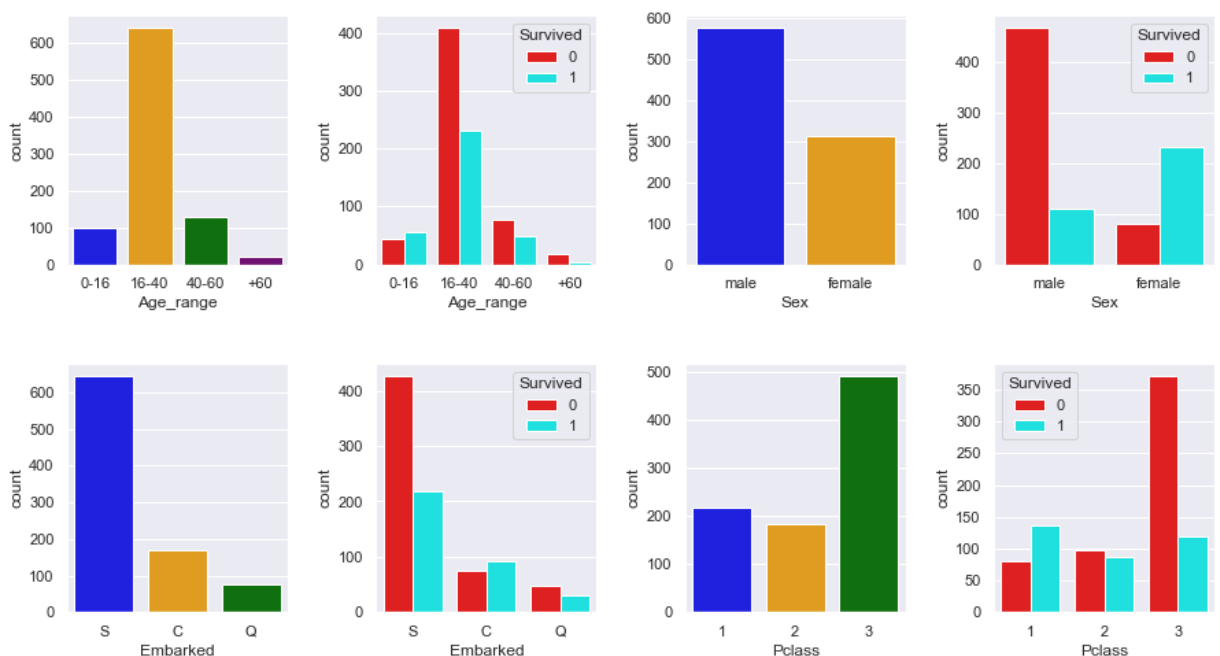 600
500
400
300
200
100
0
count
0-16 16-40 40-60 +60
Age_range
400
300
200
100
0
count
Survived
0
1
0-16 16-40 40-60 +60
Age_range
600
500
400
300
200
100
0
count
male female
Sex
400
300
200
100
0
count
Survived
0
1
male female
Sex
600
500
400
300
200
100
0
count
S C Q
Embarked
400
300
200
100
0
count
Survived
0
1
S C Q
Embarked
500
400
300
200
100
0
count
1 2 3
Pclass
350
300
250
200
150
100
50
0
count
Survived
0
1
1 2 3
Pclass